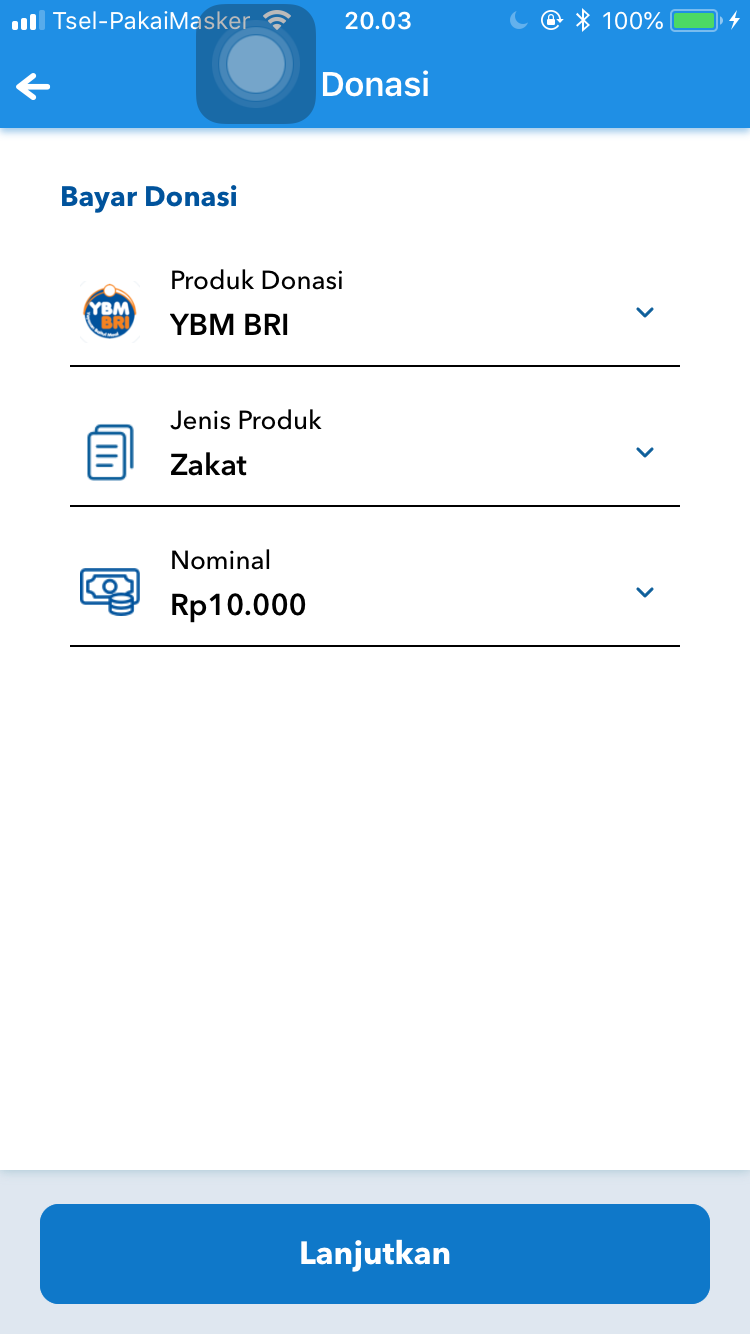 Tsel-PakaiMasker 20.03 100%
Donasi
Bayar Donasi
Produk Donasi
YBM BRI
YBM
BRI
Jenis Produk
Zakat
Nominal
Rp10.000
Lanjutkan